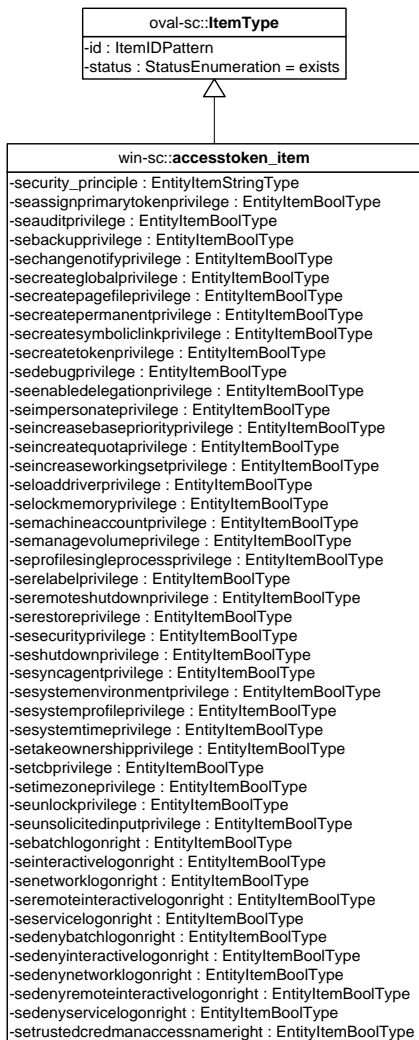 oval-sc::ItemType
-id : ItemIDPattern
-status : StatusEnumeration = exists
win-sc::accesstoken_item
-security_principle : EntityItemStringType
-seassignprimarytokenprivilege : EntityItemBoolType
-seauditprivilege : EntityItemBoolType
-sebackupprivilege : EntityItemBoolType
-sechangenotifyprivilege : EntityItemBoolType
-secreateglobalprivilege : EntityItemBoolType
-secreatepagefileprivilege : EntityItemBoolType
-secreatepermanentprivilege : EntityItemBoolType
-secreatesymboliclinkprivilege : EntityItemBoolType
-secreatetokenprivilege : EntityItemBoolType
-sedebugprivilege : EntityItemBoolType
-seenabledelegationprivilege : EntityItemBoolType
-seimpersonateprivilege : EntityItemBoolType
-seincreasebasepriorityprivilege : EntityItemBoolType
-seincreatequotaprivilege : EntityItemBoolType
-seincreaseworkingsetprivilege : EntityItemBoolType
-seloaddriverprivilege : EntityItemBoolType
-selockmemoryprivilege : EntityItemBoolType
-semachineaccountprivilege : EntityItemBoolType
-semanagevolumeprivilege : EntityItemBoolType
-seprofilesingleprocessprivilege : EntityItemBoolType
-serelabelprivilege : EntityItemBoolType
-seremoteshutdownprivilege : EntityItemBoolType
-serestoreprivilege : EntityItemBoolType
-sesecurityprivilege : EntityItemBoolType
-seshutdownprivilege : EntityItemBoolType
-sesyncagentprivilege : EntityItemBoolType
-sesystemenvironmentprivilege : EntityItemBoolType
-sesystemprofileprivilege : EntityItemBoolType
-sesystemtimeprivilege : EntityItemBoolType
-setakeownershipprivilege : EntityItemBoolType
-setcbprivilege : EntityItemBoolType
-setimezoneprivilege : EntityItemBoolType
-seunlockprivilege : EntityItemBoolType
-seunsolicitedinputprivilege : EntityItemBoolType
-sebatchlogonright : EntityItemBoolType
-seinteractivelogonright : EntityItemBoolType
-senetworklogonright : EntityItemBoolType
-seremoteinteractivelogonright : EntityItemBoolType
-seservicelogonright : EntityItemBoolType
-sedenybatchlogonright : EntityItemBoolType
-sedenyinteractivelogonright : EntityItemBoolType
-sedenynetworklogonright : EntityItemBoolType
-sedenyremoteinteractivelogonright : EntityItemBoolType
-sedenyservicelogonright : EntityItemBoolType
-setrustedcredmanaccessnameright : EntityItemBoolType